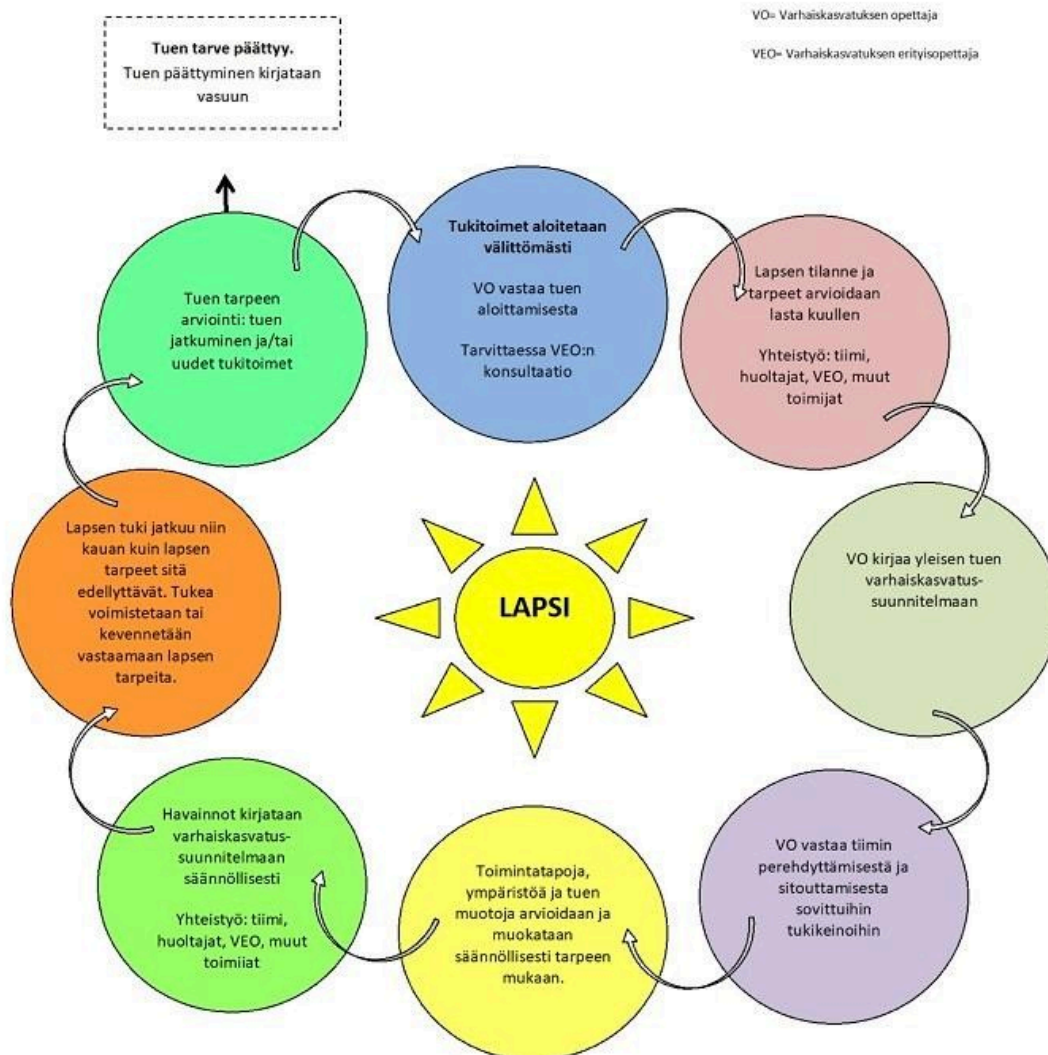 VO= Varhaiskasvatuksen opettaja
VEO= Varhaiskasvatuksen erityisopettaja
Tuen tarve päättyy.
Tuen päättyminen kirjataan
vasuun
Tukitoimet aloitetaan
välittömästi
VO vastaa tuen
aloittamisesta
Tarvittaessa VEO:n
konsultaatio
Lapsen tilanne ja
tarpeet arvioidaan
lasta kuullen
Yhteistyö: tiimi,
huoltajat, VEO, muut
toimijat
VO kirjaa yleisen tuen
varhaiskasvatus-
suunnitelmaan
VO vastaa tiimin
perehdyttämisestä ja
sitouttamisesta
sovittuihin
tukikeinoihin
Toimintatapoja,
ympäristöä ja tuen
muotoja arvioidaan ja
muokataan
säännöllisesti tarpeen
mukaan.
Havainnot kirjataan
varhaiskasvatus-
suunnitelmaan
säännöllisesti
Yhteistyö: tiimi,
huoltajat, VEO, muut
toimijat
Lapsen tuki jatkuu niin
kauan kuin lapsen
tarpeet sitä
edellyttävät. Tukea
voimistetaan tai
kevennetään
vastaamaan lapsen
tarpeita.
Tuen tarpeen
arviointi: tuen
jatkuminen ja/tai
uudet tukitoimet
LAPSI